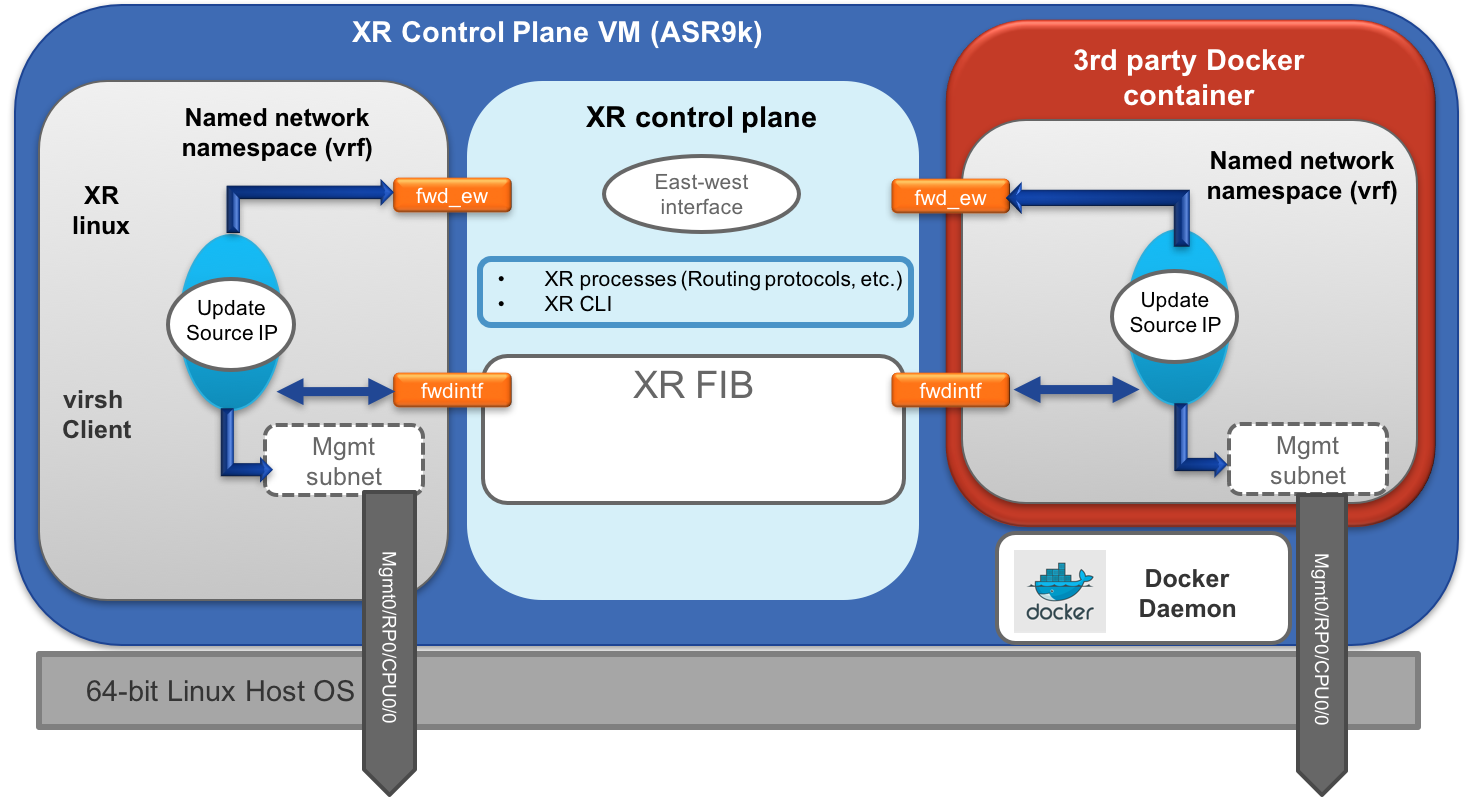 XR Control Plane VM (ASR9k)
Named network
namespace (vrf)
XR
linux
fwd_ew
Update
Source IP
virsh
Client
fwdintf
Mgmt
subnet
Mgmt0/RP0/CPU0/0
XR control plane
East-west
interface
• XR processes (Routing protocols, etc.)
• XR CLI
XR FIB
3rd party Docker
container
Named network
namespace (vrf)
fwd_ew
Update
Source IP
fwdintf
Mgmt
subnet
Mgmt0/RP0/CPU0/0
docker
Docker
Daemon
64-bit Linux Host OS